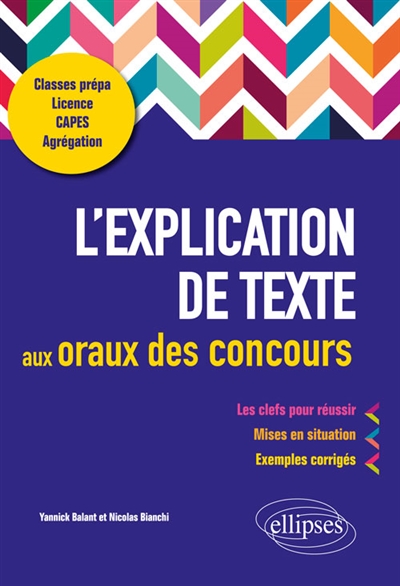 Classes prépa
Licence
CAPES
Agrégation
L'EXPLICATION
DE TEXTE
aux oraux des concours
Les clefs pour réussir
Mises en situation
Exemples corrigés
Yannick Balant et Nicolas Bianchi
ellipses